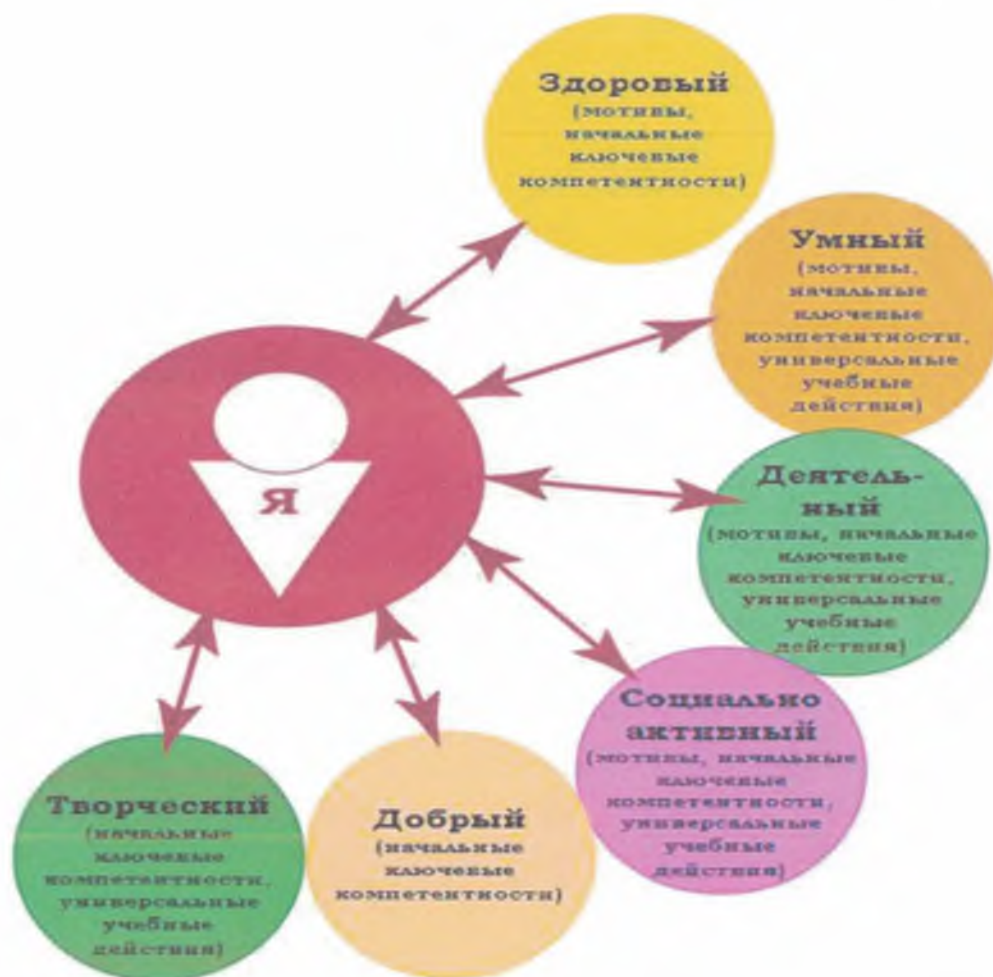 Здоровый
(мотивы,
начальные
ключевые
компетентности)
Умный
(мотивы,
начальные
ключевые
компетентности,
универсальные
учебные
действия)
Я
Деятель-
ный
(мотивы, начальные
ключевые
компетентности,
универсальные
учебные
действия)
Социально
активный
(мотивы, начальные
ключевые
компетентности,
универсальные
учебные
действия)
Добрый
(начальные
ключевые
компетентности)
Творческий
(начальные
ключевые
компетентности,
универсальные
учебные
действия)